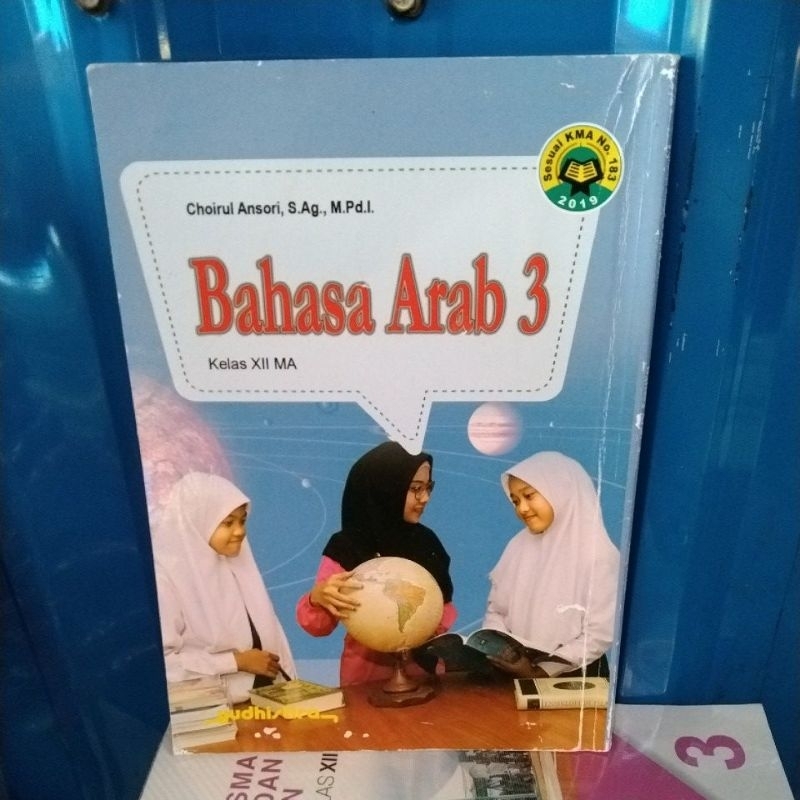 Sesuai KMA No. 183
2019
Choirul Ansori, S.Ag., M.Pd.I.
Bahasa Arab 3
Kelas XII MA
yudhistira
3